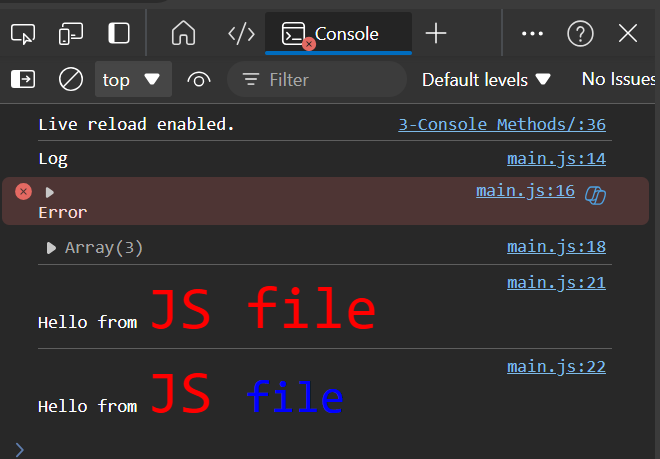 Console
top Filter Default levels No Issues
Live reload enabled. 3-Console Methods/:36
Log main.js:14
main.js:16
Error
Array(3) main.js:18
main.js:21
Hello from JS file
main.js:22
Hello from JS file